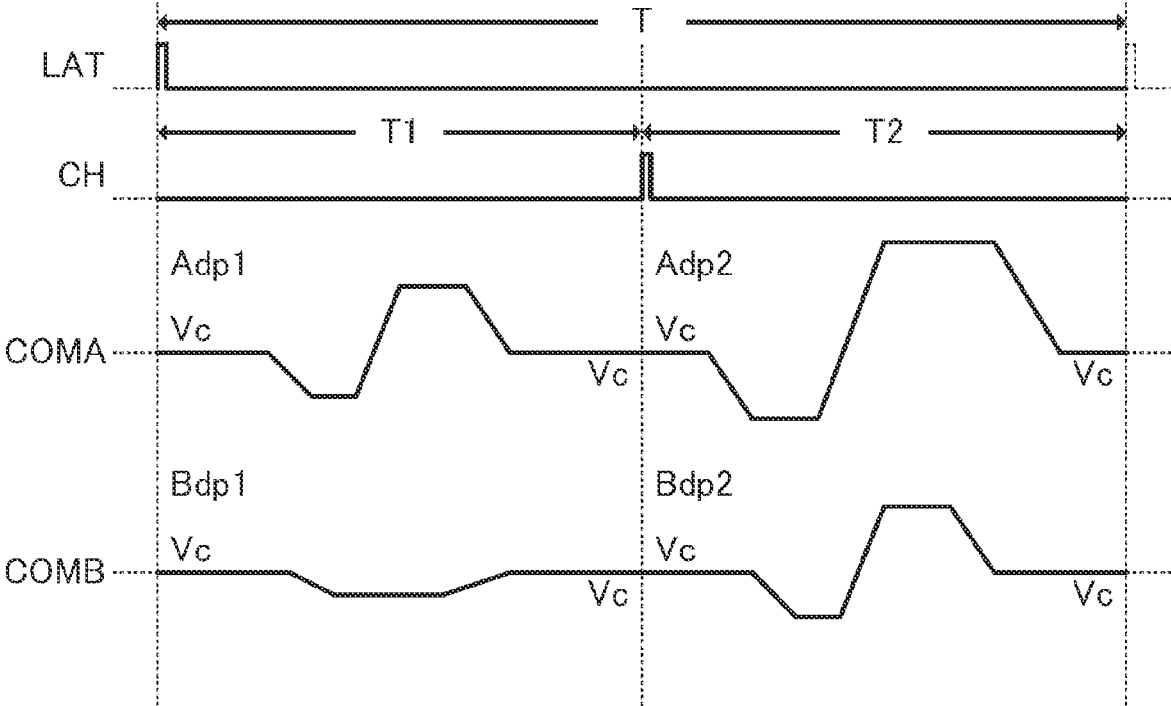 T
LAT
T1 T2
CH
Adp1 Adp2
Vc Vc
COMA
Vc Vc
Bdp1 Bdp2
Vc Vc
COMB
Vc Vc